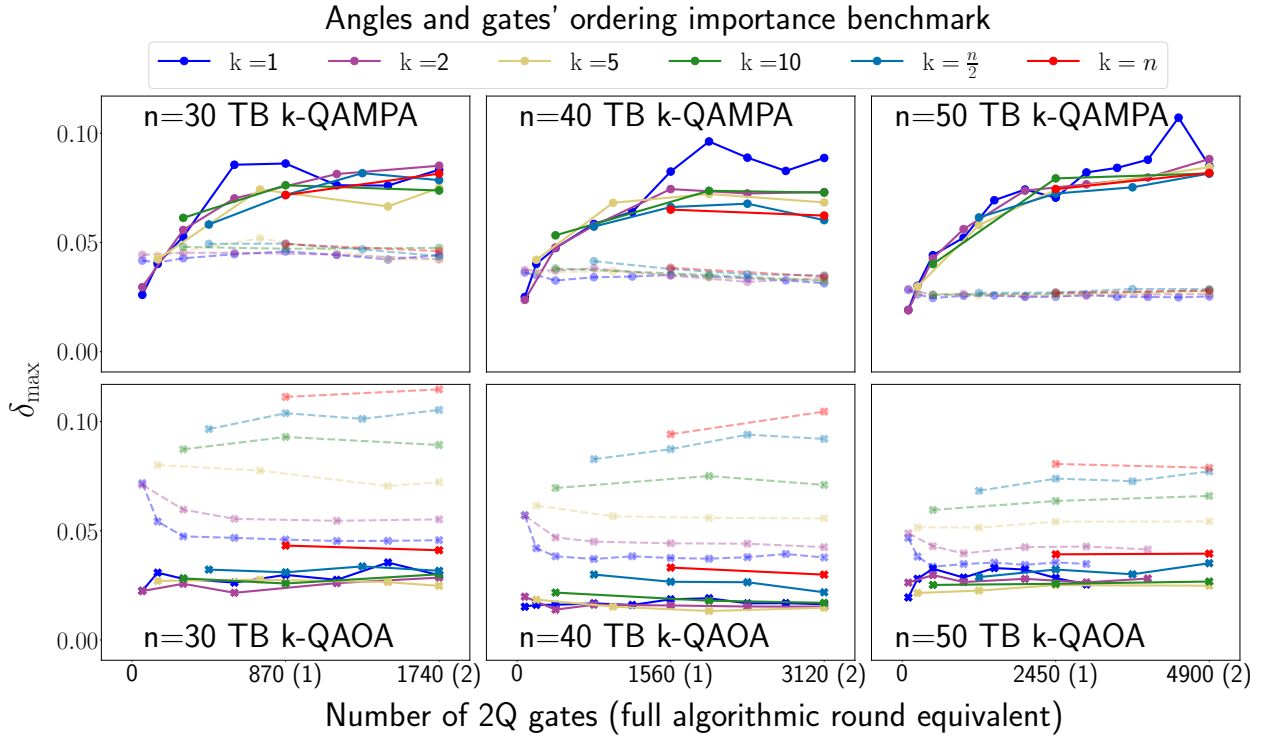 Angles and gates' ordering importance benchmark
k =1 k =2 k =5 k =10 k = n/2 k = n
n=30 TB k-QAMPA n=40 TB k-QAMPA n=50 TB k-QAMPA
0.10
0.05
0.00
δmax
0.10
0.05
0.00
n=30 TB k-QAOA n=40 TB k-QAOA n=50 TB k-QAOA
0 870 (1) 1740 (2) 0 1560 (1) 3120 (2) 0 2450 (1) 4900 (2)
Number of 2Q gates (full algorithmic round equivalent)